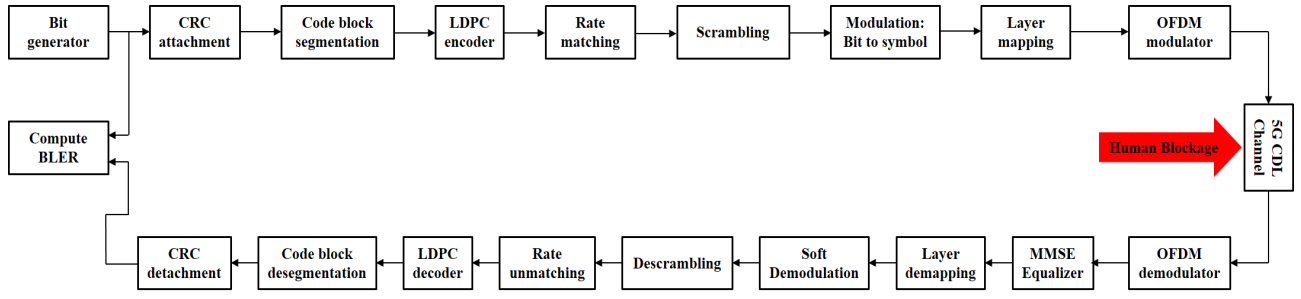 Bit
generator
CRC
attachment
Code block
segmentation
LDPC
encoder
Rate
matching
Scrambling
Modulation:
Bit to symbol
Layer
mapping
OFDM
modulator
5G CDL
Channel
Human Blockage
Compute
BLER
CRC
detachment
Code block
desegmentation
LDPC
decoder
Rate
unmatching
Descrambling
Soft
Demodulation
Layer
demapping
MMSE
Equalizer
OFDM
demodulator